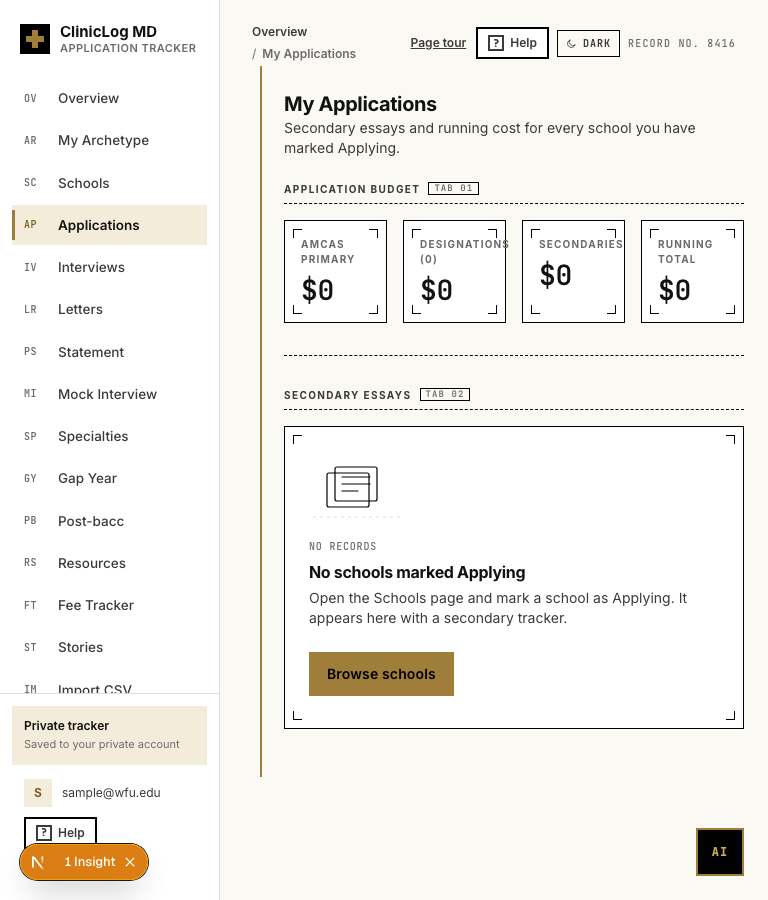 ClinicLog MD
APPLICATION TRACKER
OV Overview
AR My Archetype
SC Schools
AP Applications
IV Interviews
LR Letters
PS Statement
MI Mock Interview
SP Specialties
GY Gap Year
PB Post-bacc
RS Resources
FT Fee Tracker
ST Stories
IM Import CSV
Private tracker
Saved to your private account
S sample@wfu.edu
? Help
1 Insight
Overview
/ My Applications
Page tour
? Help
DARK
RECORD NO. 8416
My Applications
Secondary essays and running cost for every school you have
marked Applying.
APPLICATION BUDGET TAB 01
AMCAS
PRIMARY
$0
DESIGNATIONS
(0)
$0
SECONDARIES
$0
RUNNING
TOTAL
$0
SECONDARY ESSAYS TAB 02
NO RECORDS
No schools marked Applying
Open the Schools page and mark a school as Applying. It
appears here with a secondary tracker.
Browse schools
AI